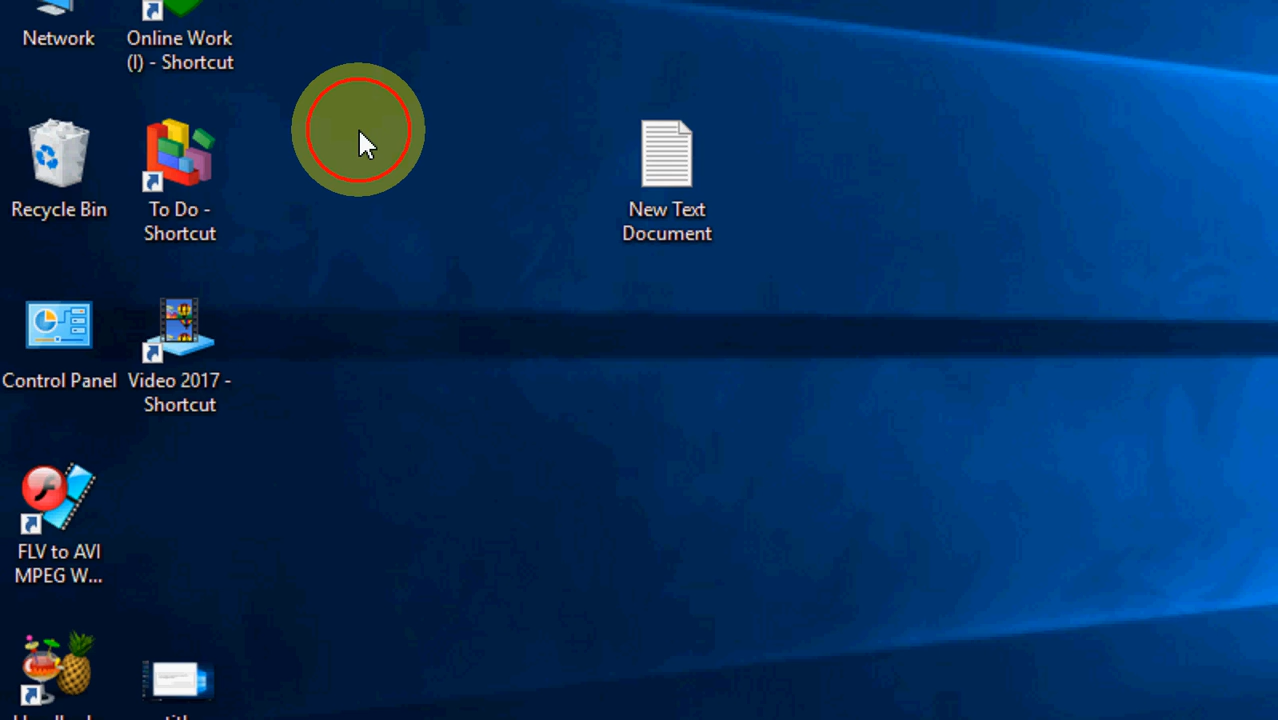 Network
Online Work
(I) - Shortcut
Recycle Bin
To Do -
Shortcut
New Text
Document
Control Panel
Video 2017 -
Shortcut
FLV to AVI
MPEG W...